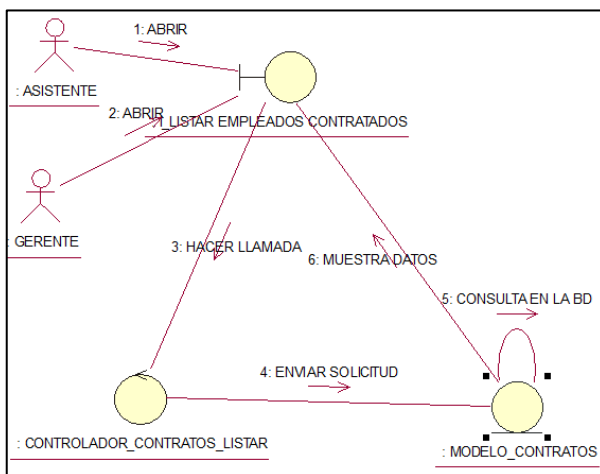 1: ABRIR
: ASISTENTE
2: ABRIR
LISTAR EMPLEADOS CONTRATADOS
: GERENTE
3: HACER LLAMADA
6: MUESTRA DATOS
5: CONSULTA EN LA BD
4: ENVIAR SOLICITUD
: CONTROLADOR_CONTRATOS_LISTAR
: MODELO_CONTRATOS